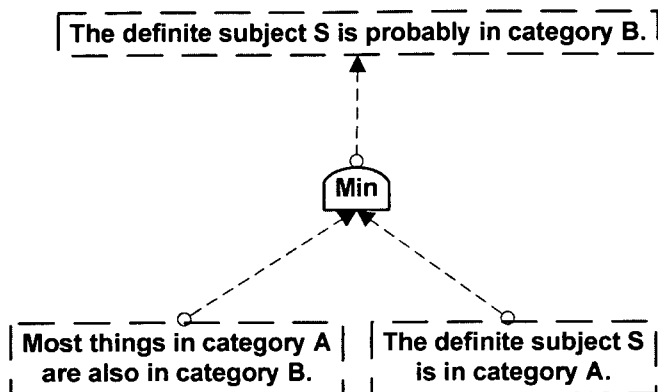 The definite subject S is probably in category B.
Min
Most things in category A
are also in category B.
The definite subject S
is in category A.